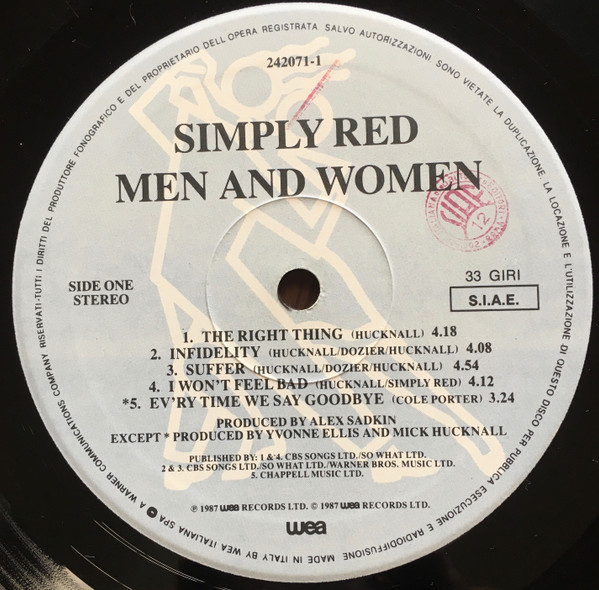 TUTTI I DIRITTI DEL PRODUTTORE FONOGRAFICO E DEL PROPRIETARIO DELL'OPERA REGISTRATA SALVO AUTORIZZAZIONI SONO VIETATE LA DUPLICAZIONE, LA LOCAZIONE E L'UTILIZZAZIONE DI QUESTO DISCO PER PUBBLICA ESECUZIONE E RADIODIFFUSIONE
MADE IN ITALY BY WEA ITALIANA SPA A WARNER COMMUNICATIONS COMPANY RISERVATI-
242071-1
SIMPLY RED
MEN AND WOMEN
12
SIDE ONE
STEREO
33 GIRI
S.I.A.E.
1. THE RIGHT THING (HUCKNALL) 4.18
2. INFIDELITY (HUCKNALL/DOZIER/HUCKNALL) 4.08
3. SUFFER (HUCKNALL/DOZIER/HUCKNALL) 4.54
4. I WON'T FEEL BAD (HUCKNALL/SIMPLY RED) 4.12
*5. EV'RY TIME WE SAY GOODBYE (COLE PORTER) 3.24
PRODUCED BY ALEX SADKIN
EXCEPT * PRODUCED BY YVONNE ELLIS AND MICK HUCKNALL
PUBLISHED BY: 1 & 4. CBS SONGS LTD./SO WHAT LTD.
2 & 3. CBS SONGS LTD./SO WHAT LTD./WARNER BROS. MUSIC LTD.
5. CHAPPELL MUSIC LTD.
℗ 1987 wea RECORDS LTD. © 1987 wea RECORDS LTD.
wea